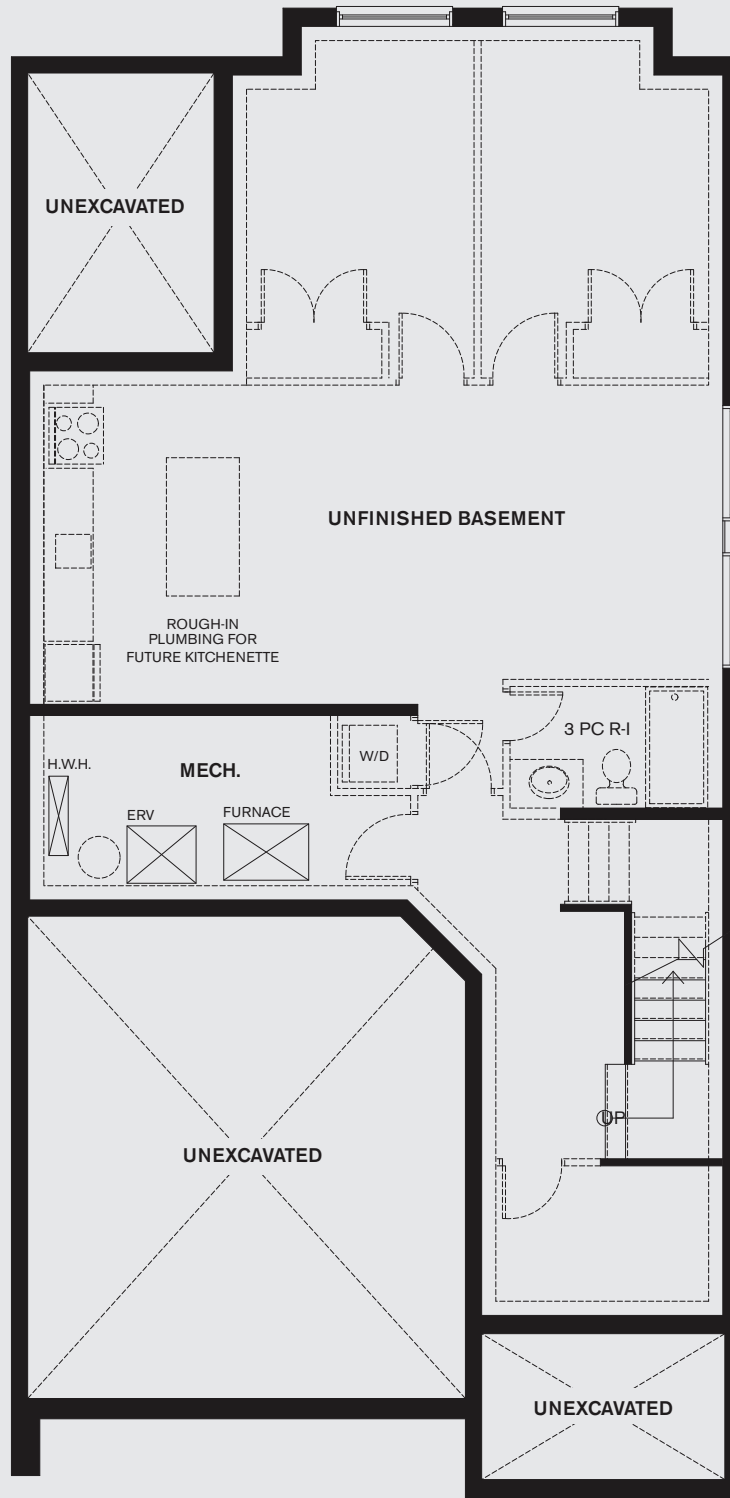 UNEXCAVATED
UNFINISHED BASEMENT
ROUGH-IN
PLUMBING FOR
FUTURE KITCHENETTE
3 PC R-I
W/D
H.W.H.
MECH.
ERV
FURNACE
UP
UNEXCAVATED
UNEXCAVATED